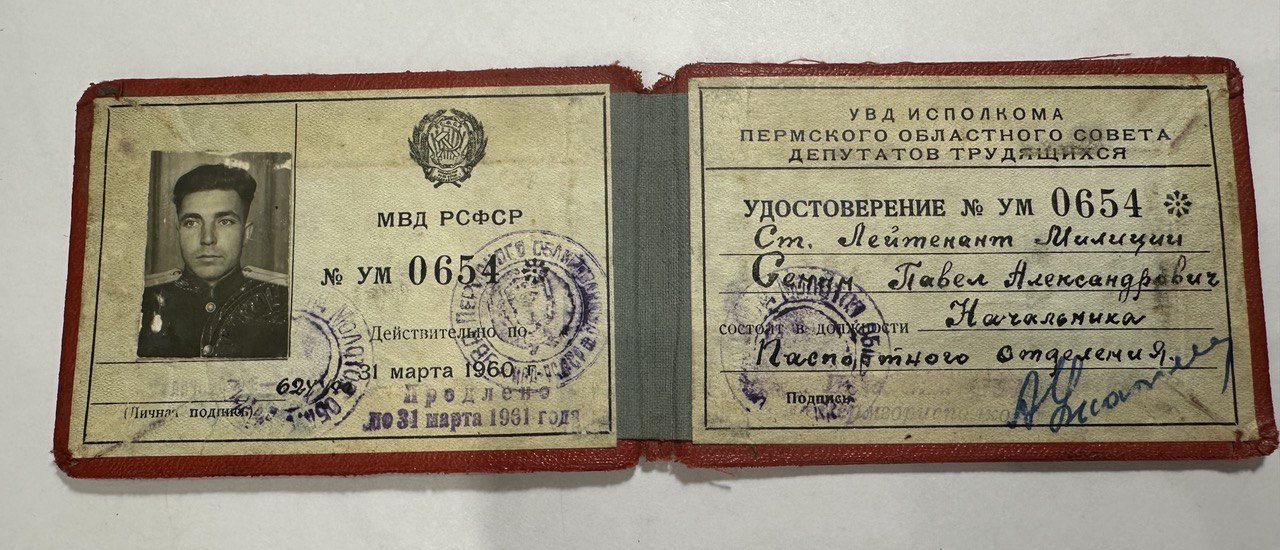 МВД РСФСР
№ УМ 0654
Действительно по
31 марта 1960 г.
Продлено
по 31 марта 1961 года
(Личная подпись)
УВД ИСПОЛКОМА
ПЕРМСКОГО ОБЛАСТНОГО СОВЕТА
ДЕПУТАТОВ ТРУДЯЩИХСЯ
УДОСТОВЕРЕНИЕ № УМ 0654
Ст. Лейтенант Милиции
Павел Александрович
состоит в должности Начальника
Паспортного отделения.
Подпись